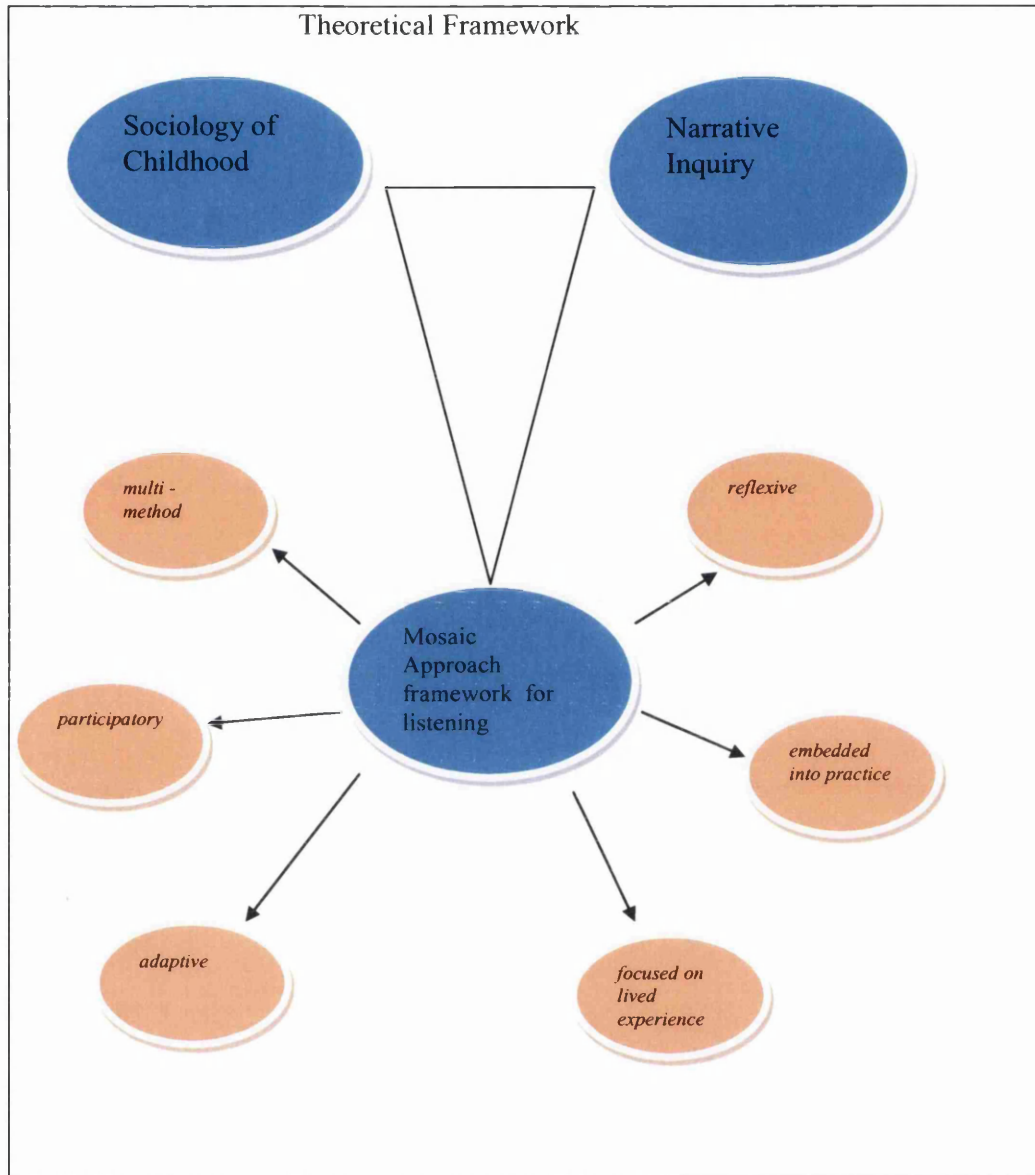 Theoretical Framework
Sociology of
Childhood
Narrative
Inquiry
multi -
method
reflexive
Mosaic
Approach
framework for
listening
participatory
embedded
into practice
adaptive
focused on
lived
experience